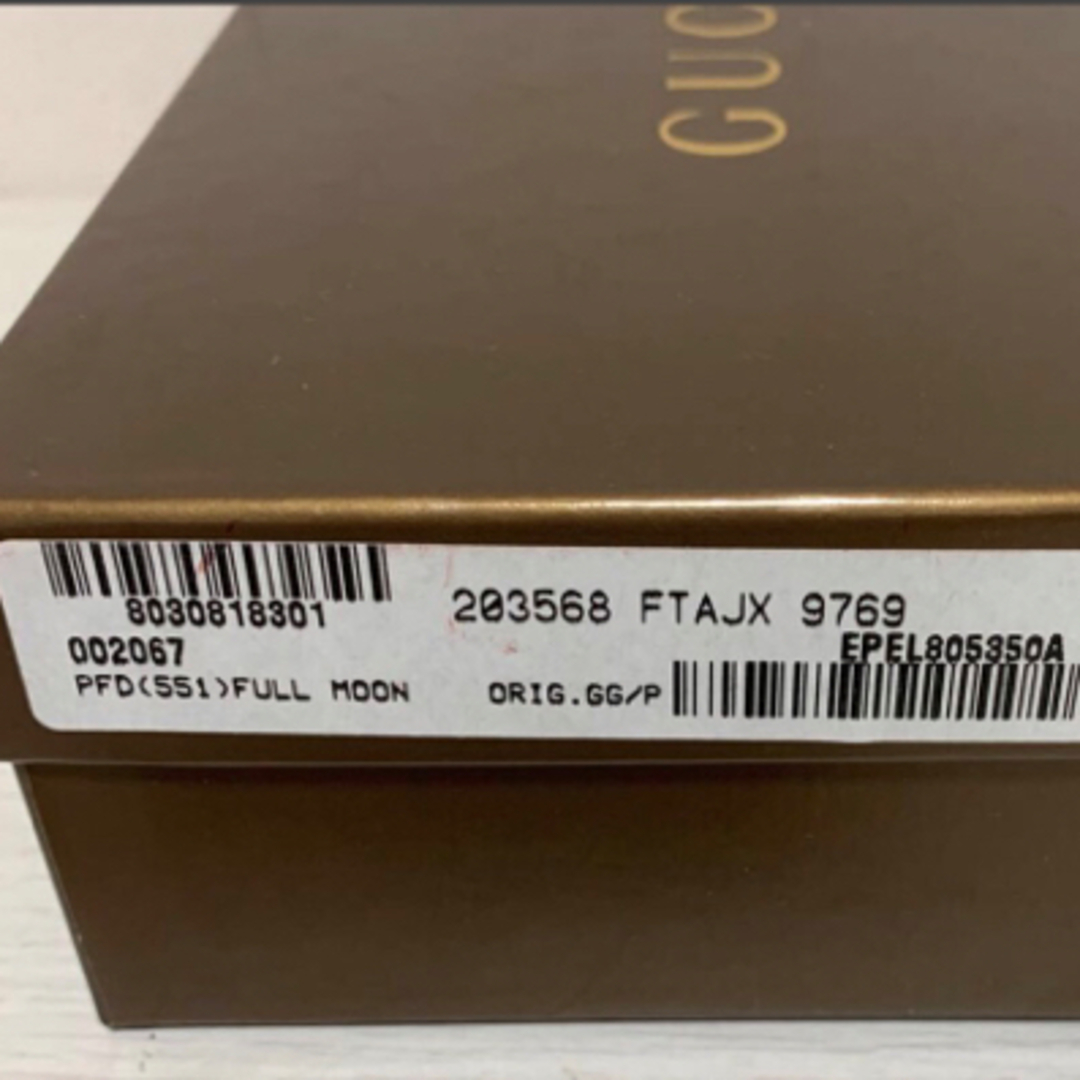 GUC
8030818301
203568 FTAJX 9769
002067
EPEL805350A
PFD(551)FULL MOON
ORIG.GG/P